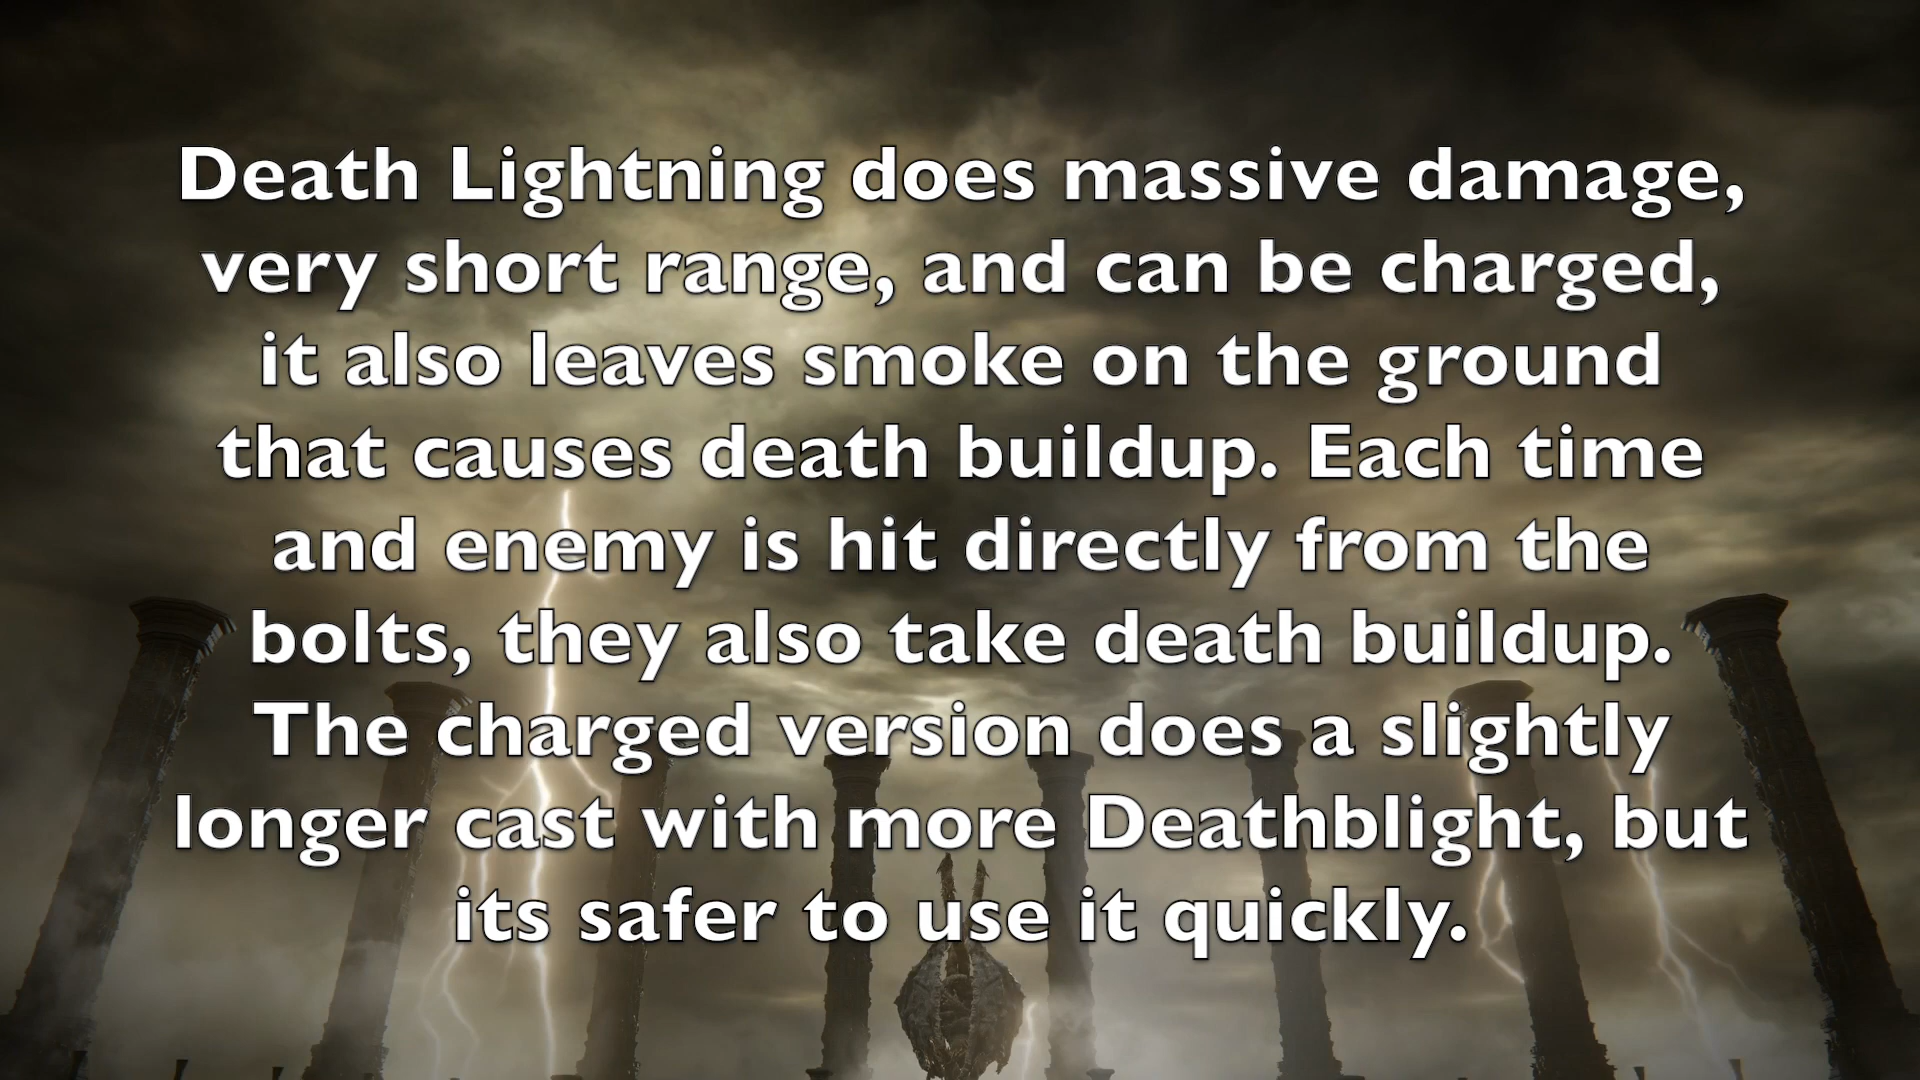 Death Lightning does massive damage,
very short range, and can be charged,
it also leaves smoke on the ground
that causes death buildup. Each time
and enemy is hit directly from the
bolts, they also take death buildup.
The charged version does a slightly
longer cast with more Deathblight, but
its safer to use it quickly.